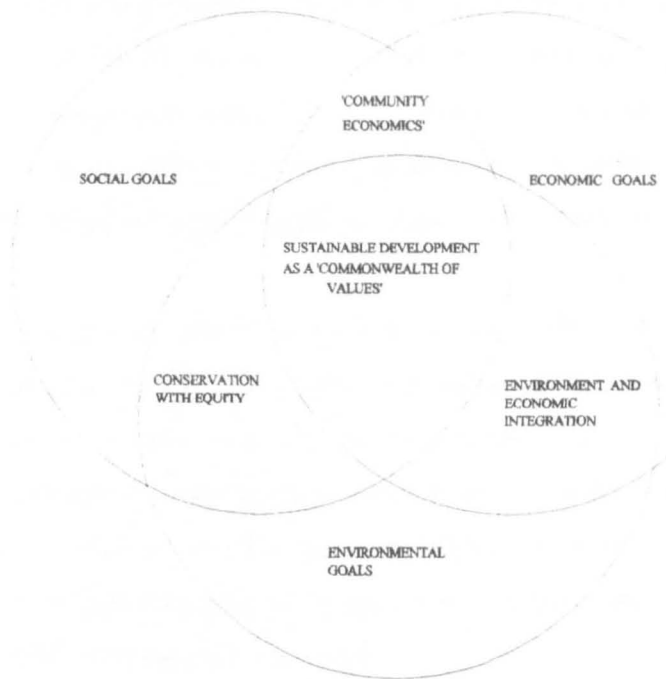 'COMMUNITY
ECONOMICS'
SOCIAL GOALS
ECONOMIC GOALS
SUSTAINABLE DEVELOPMENT
AS A 'COMMONWEALTH OF
VALUES'
CONSERVATION
WITH EQUITY
ENVIRONMENT AND
ECONOMIC
INTEGRATION
ENVIRONMENTAL
GOALS